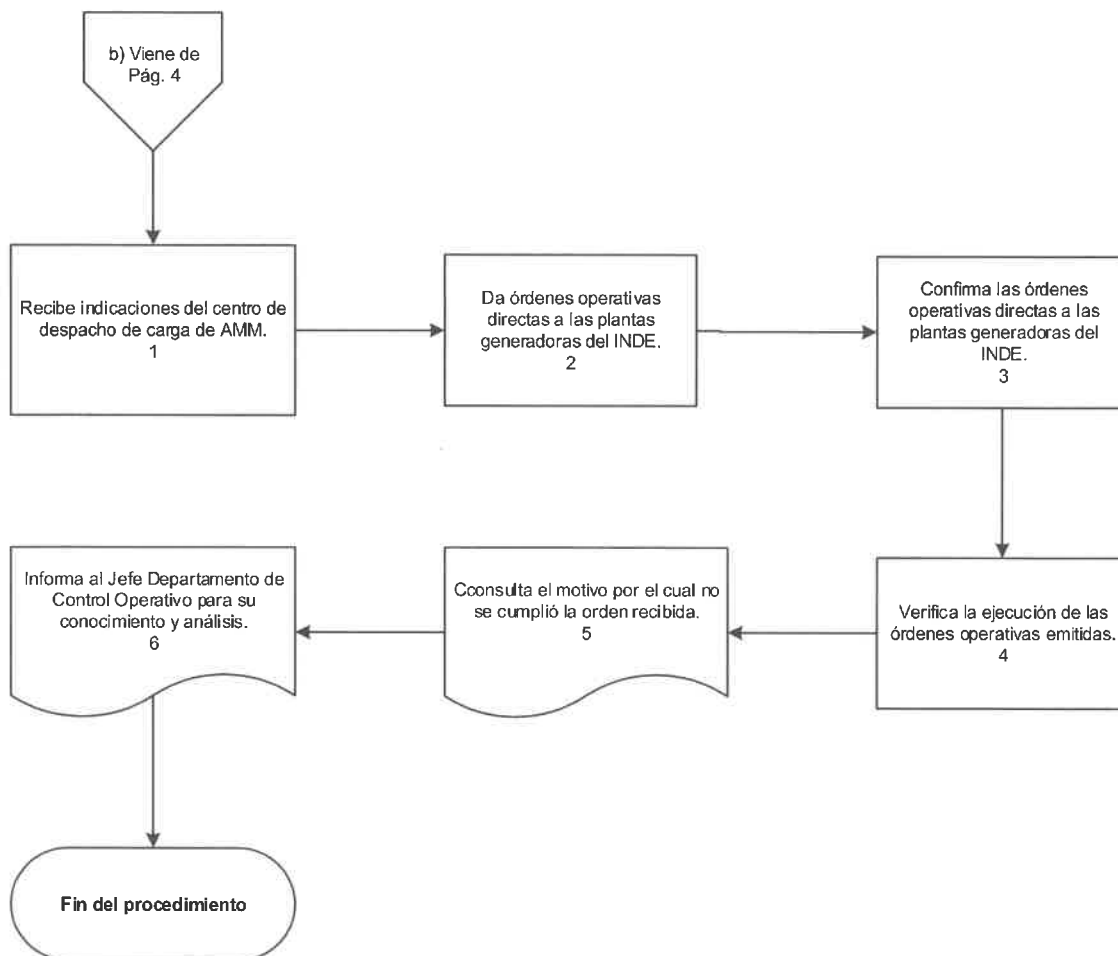 b) Viene de
Pág. 4
Recibe indicaciones del centro de
despacho de carga de AMM.
1
Da órdenes operativas
directas a las plantas
generadoras del INDE.
2
Confirma las órdenes
operativas directas a las
plantas generadoras del
INDE.
3
Verifica la ejecución de las
órdenes operativas emitidas.
4
Cconsulta el motivo por el cual no
se cumplió la orden recibida.
5
Informa al Jefe Departamento de
Control Operativo para su
conocimiento y análisis.
6
Fin del procedimiento